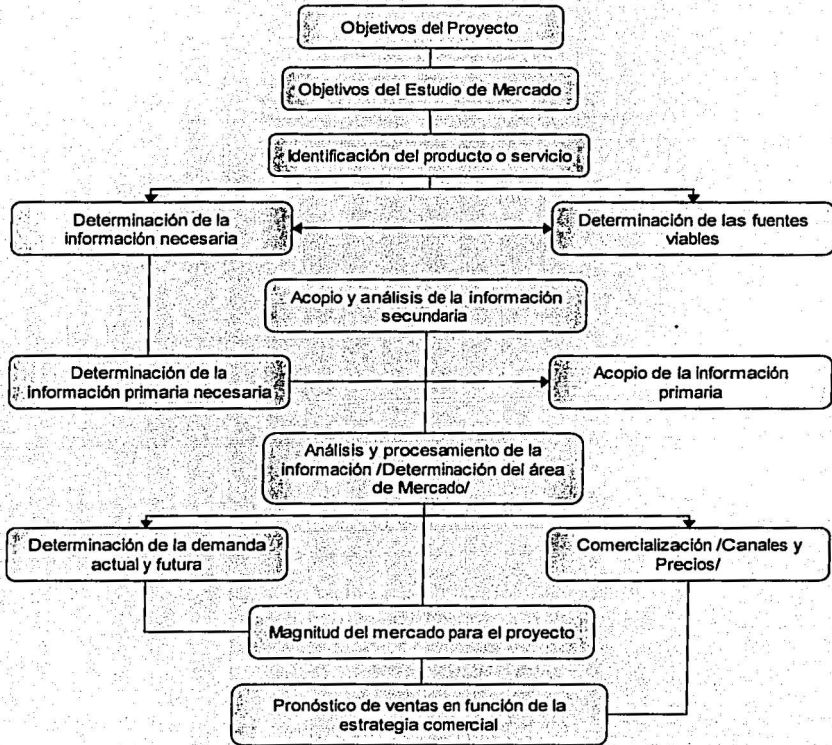 Objetivos del Proyecto
Objetivos del Estudio de Mercado
Identificación del producto o servicio
Determinación de la
información necesaria
Determinación de las fuentes
viables
Acopio y análisis de la información
secundaria
Determinación de la
información primaria necesaria
Acopio de la información
primaria
Análisis y procesamiento de la
información /Determinación del área
de Mercado/
Determinación de la demanda
actual y futura
Comercialización /Canales y
Precios/
Magnitud del mercado para el proyecto
Pronóstico de ventas en función de la
estrategia comercial